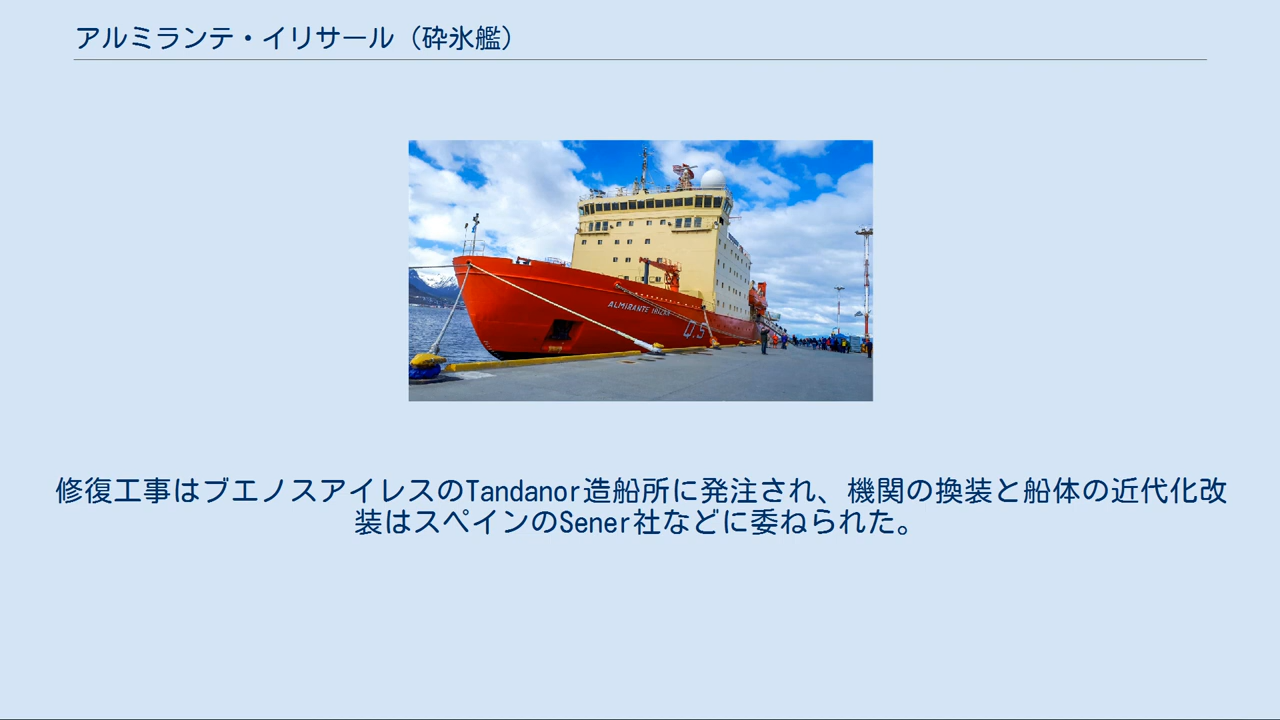 アルミランテ・イリサール（砕氷艦）
ALMIRANTE IRIZAR
Q-5
修復工事はブエノスアイレスのTandanor造船所に発注され、機関の換装と船体の近代化改
装はスペインのSener社などに委ねられた。